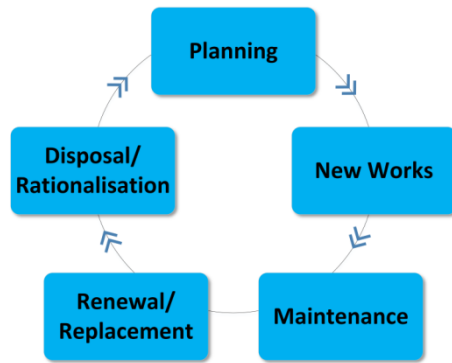 Planning
New Works
Maintenance
Renewal/
Replacement
Disposal/
Rationalisation